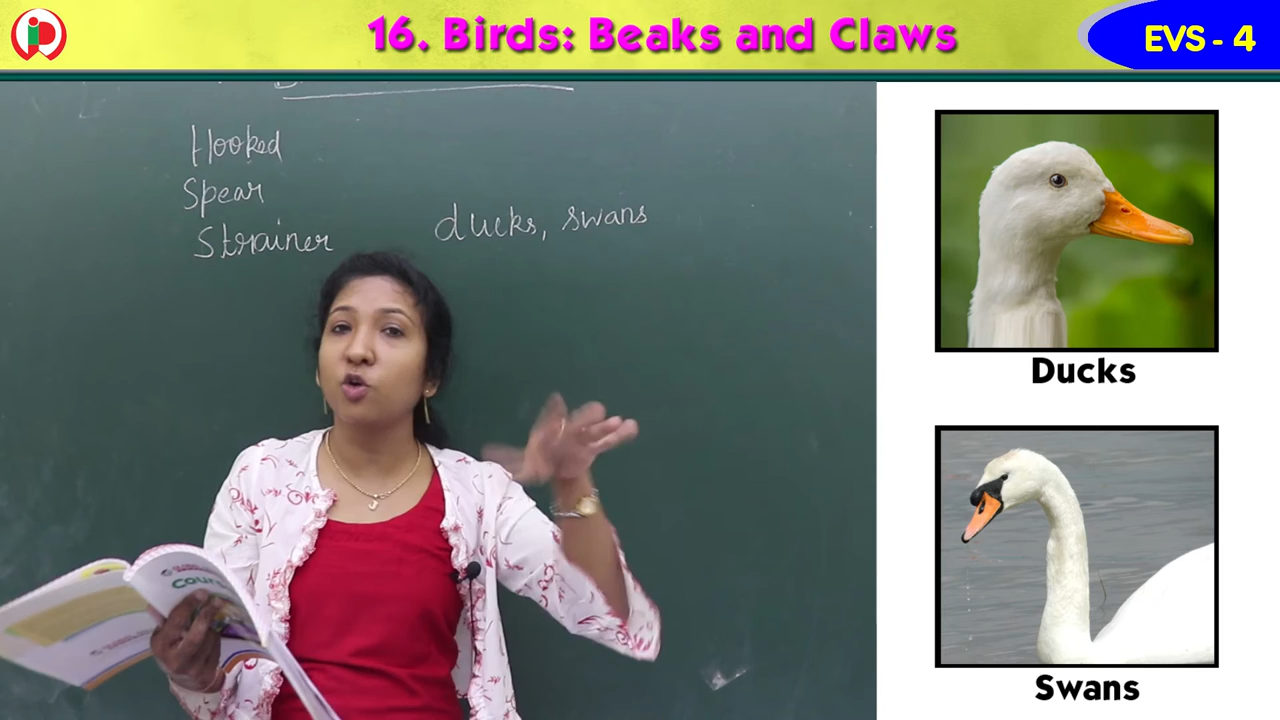 16. Birds: Beaks and Claws
EVS - 4
Hooked
Spear
Strainer
ducks, swans
Ducks
Swans